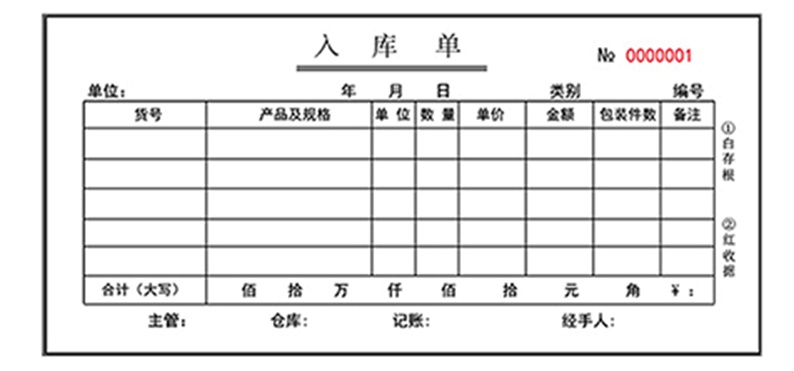 入库单
№ 0000001
单位: 年 月 日 类别 编号
货号 产品及规格 单位 数量 单价 金额 包装件数 备注
合计（大写） 佰 拾 万 仟 佰 拾 元 角 ¥:
主管: 仓库: 记账: 经手人:
①白存根
②红收据